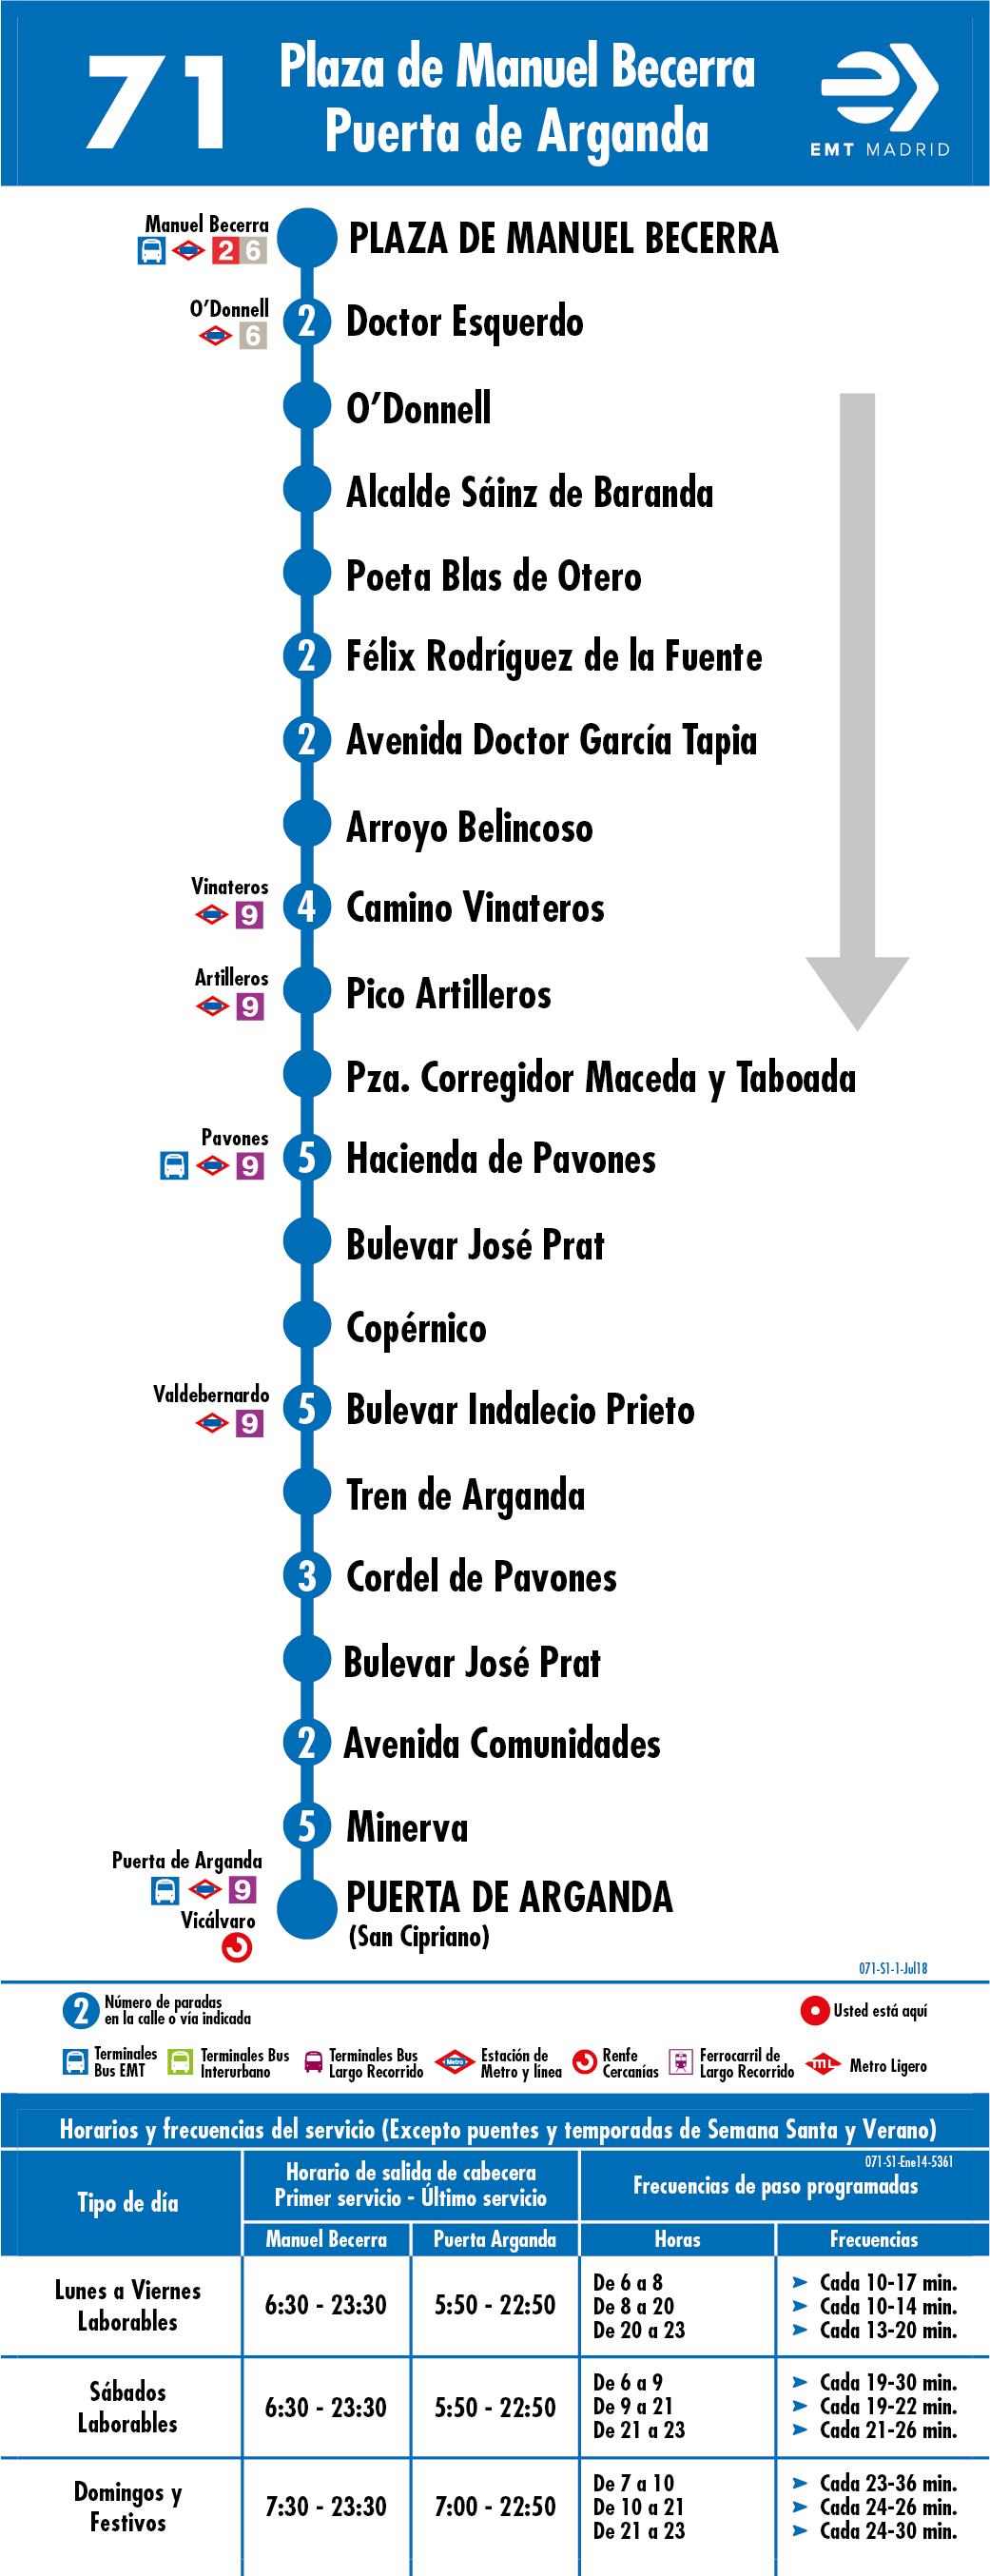 71
Plaza de Manuel Becerra
Puerta de Arganda
EMT MADRID
Manuel Becerra
2 6
PLAZA DE MANUEL BECERRA
O'Donnell
6
2
Doctor Esquerdo
O'Donnell
Alcalde Sáinz de Baranda
Poeta Blas de Otero
2
Félix Rodríguez de la Fuente
2
Avenida Doctor García Tapia
Arroyo Belincoso
Vinateros
9
4
Camino Vinateros
Artilleros
9
Pico Artilleros
Pza. Corregidor Maceda y Taboada
Pavones
9
5
Hacienda de Pavones
Bulevar José Prat
Copérnico
Valdebernardo
9
5
Bulevar Indalecio Prieto
Tren de Arganda
3
Cordel de Pavones
Bulevar José Prat
2
Avenida Comunidades
5
Minerva
Puerta de Arganda
9
Vicálvaro
PUERTA DE ARGANDA
(San Cipriano)
071-S1-1-Jul18
2
Número de paradas
en la calle o vía indicada
Usted está aquí
Terminales
Bus EMT
Terminales Bus
Interurbano
Terminales Bus
Largo Recorrido
Metro
Estación de
Metro y línea
Renfe
Cercanías
Ferrocarril de
Largo Recorrido
ML
Metro Ligero
Horarios y frecuencias del servicio (Excepto puentes y temporadas de Semana Santa y Verano)
071-S1-Ene14-5361
Tipo de día
Horario de salida de cabecera
Primer servicio - Último servicio
Frecuencias de paso programadas
Manuel Becerra
Puerta Arganda
Horas
Frecuencias
Lunes a Viernes
Laborables
6:30 - 23:30
5:50 - 22:50
De 6 a 8 ➤ Cada 10-17 min.
De 8 a 20 ➤ Cada 10-14 min.
De 20 a 23 ➤ Cada 13-20 min.
Sábados
Laborables
6:30 - 23:30
5:50 - 22:50
De 6 a 9 ➤ Cada 19-30 min.
De 9 a 21 ➤ Cada 19-22 min.
De 21 a 23 ➤ Cada 21-26 min.
Domingos y
Festivos
7:30 - 23:30
7:00 - 22:50
De 7 a 10 ➤ Cada 23-36 min.
De 10 a 21 ➤ Cada 24-26 min.
De 21 a 23 ➤ Cada 24-30 min.